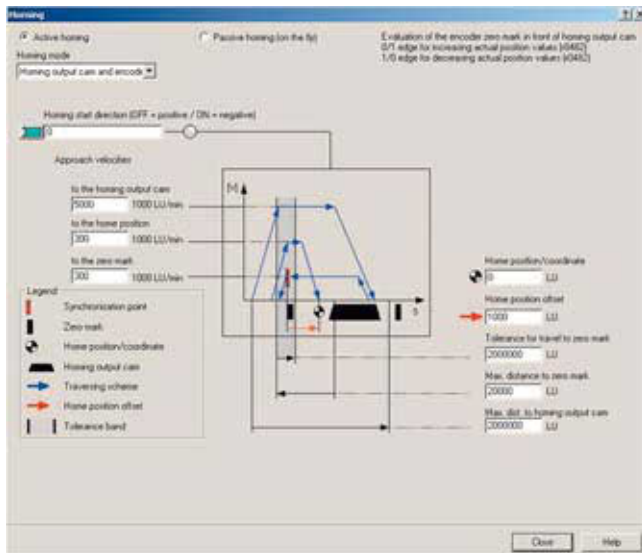 Homing
Active homing
Passive homing (on the fly)
Evaluation of the encoder zero mark in front of homing output cam
0/1 edge for increasing actual position values (r0482)
1/0 edge for decreasing actual position values (r0482)
Homing mode
Homing output cam and encode
Homing start direction (OFF = positive / ON = negative)
0
Approach velocities
to the homing output cam
5000 1000 LU/min
to the home position
300 1000 LU/min
to the zero mark
300 1000 LU/min
[v]
s
Legend
Synchronization point
Zero mark
Home position/coordinate
Homing output cam
Traversing scheme
Home position offset
Tolerance band
Home position/coordinate
0 LU
Home position offset
1000 LU
Tolerance for travel to zero mark
2000000 LU
Max. distance to zero mark
20000 LU
Max. dist. to homing output cam
2000000 LU
Close
Help